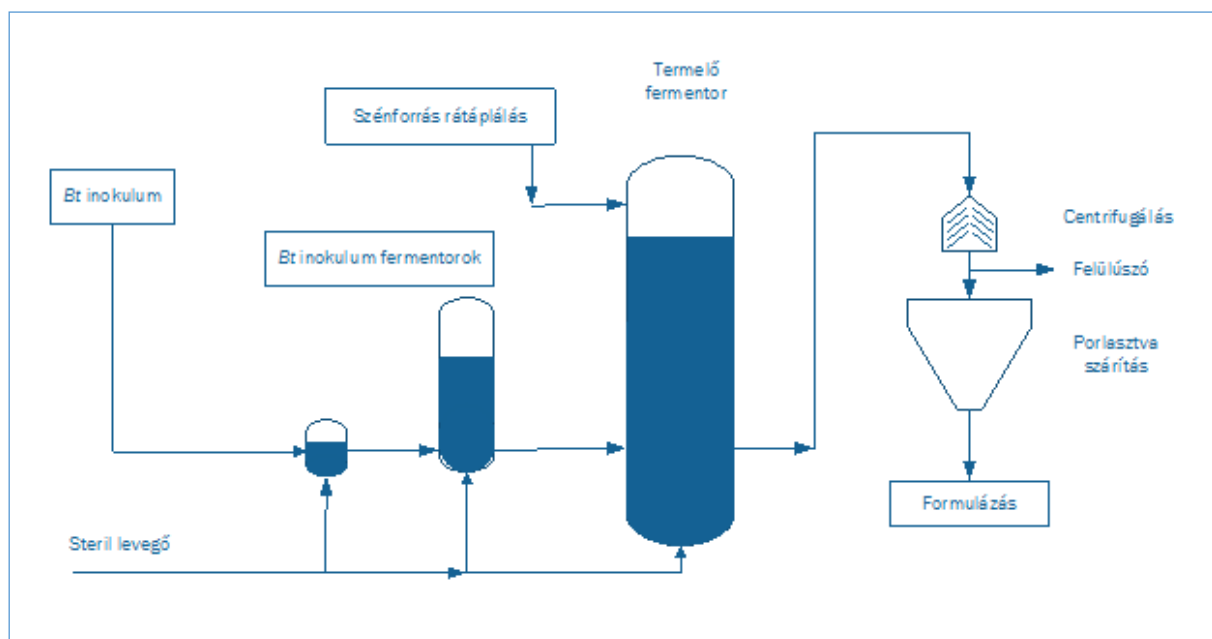 Termelő
fermentor
Szénforrás rátáplálás
Bt inokulum
Bt inokulum fermentorok
Centrifugálás
Felülúszó
Porlasztva
szárítás
Formulázás
Steril levegő